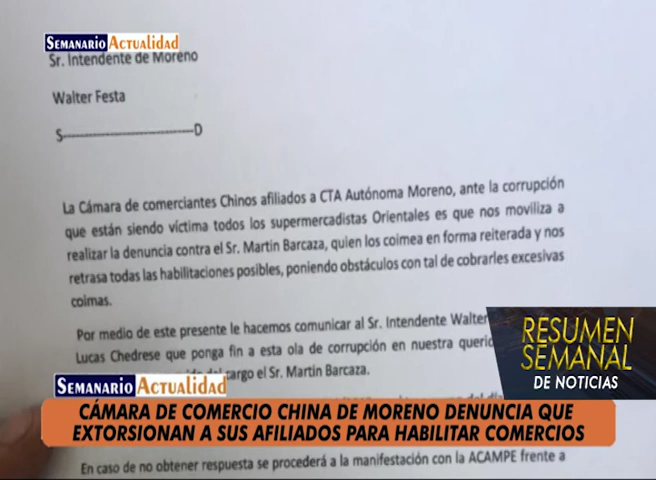 SEMANARIO ACTUALIDAD
Sr. Intendente de Moreno
Walter Festa
S-----------------------------D
La Cámara de comerciantes Chinos afiliados a CTA Autónoma Moreno, ante la corrupción
que están siendo víctima todos los supermercadistas Orientales es que nos moviliza a
realizar la denuncia contra el Sr. Martin Barcaza, quien los coimea en forma reiterada y nos
retrasa todas las habilitaciones posibles, poniendo obstáculos con tal de cobrarles excesivas
coimas.
Por medio de este presente le hacemos comunicar al Sr. Intendente Walter
Lucas Chedrese que ponga fin a esta ola de corrupción en nuestra
cargo el Sr. Martin Barcaza.
RESUMEN
SEMANAL
DE NOTICIAS
SEMANARIO ACTUALIDAD
CÁMARA DE COMERCIO CHINA DE MORENO DENUNCIA QUE
EXTORSIONAN A SUS AFILIADOS PARA HABILITAR COMERCIOS
En caso de no obtener respuesta se procederá a la manifestación con la ACAMPE frente a